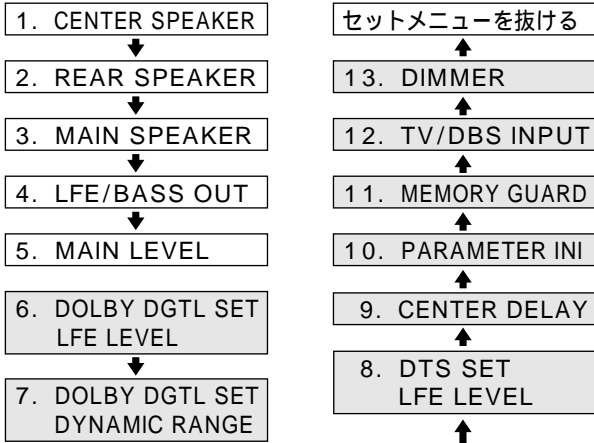 1. CENTER SPEAKER
2. REAR SPEAKER
3. MAIN SPEAKER
4. LFE/BASS OUT
5. MAIN LEVEL
6. DOLBY DGTL SET
LFE LEVEL
7. DOLBY DGTL SET
DYNAMIC RANGE
セットメニューを抜ける
13. DIMMER
12. TV/DBS INPUT
11. MEMORY GUARD
10. PARAMETER INI
9. CENTER DELAY
8. DTS SET
LFE LEVEL